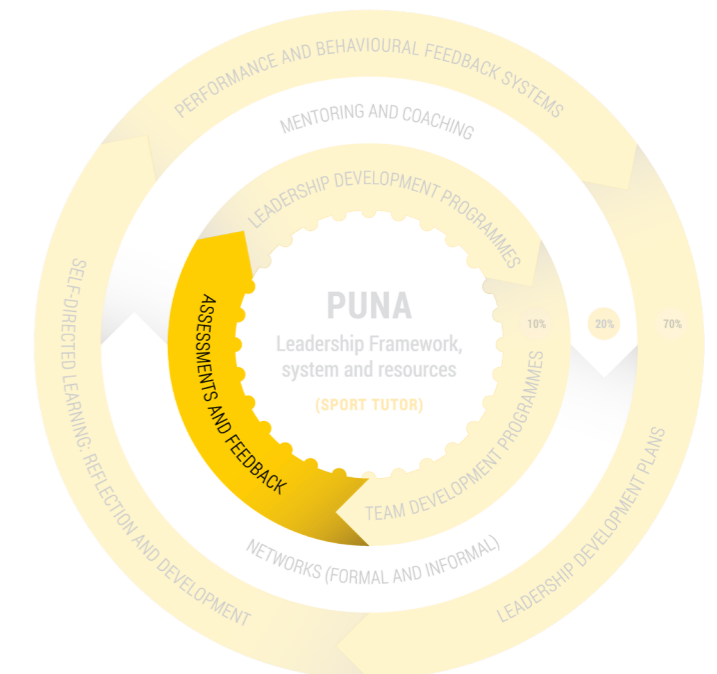 PERFORMANCE AND BEHAVIOURAL FEEDBACK SYSTEMS
MENTORING AND COACHING
LEADERSHIP DEVELOPMENT PROGRAMMES
SELF-DIRECTED LEARNING: REFLECTION AND DEVELOPMENT
ASSESSMENTS AND FEEDBACK
PUNA
Leadership Framework,
system and resources
(SPORT TUTOR)
10%
20%
70%
TEAM DEVELOPMENT PROGRAMMES
NETWORKS (FORMAL AND INFORMAL)
LEADERSHIP DEVELOPMENT PLANS